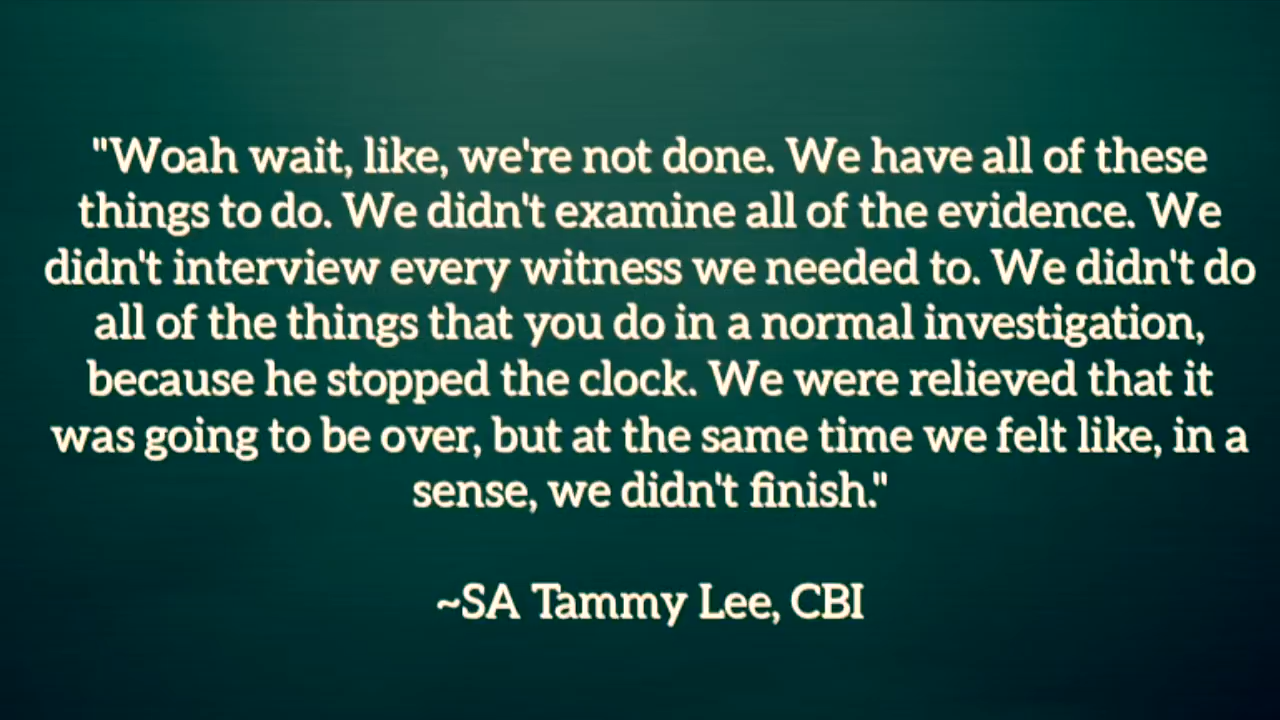 "Woah wait, like, we're not done. We have all of these
things to do. We didn't examine all of the evidence. We
didn't interview every witness we needed to. We didn't do
all of the things that you do in a normal investigation,
because he stopped the clock. We were relieved that it
was going to be over, but at the same time we felt like, in a
sense, we didn't finish."
~SA Tammy Lee, CBI